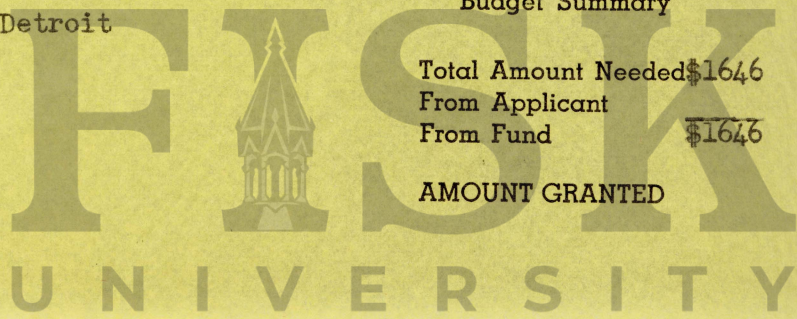 Budget Summary
Detroit
Total Amount Needed $1646
From Applicant
From Fund $1646
AMOUNT GRANTED
FISK
UNIVERSITY